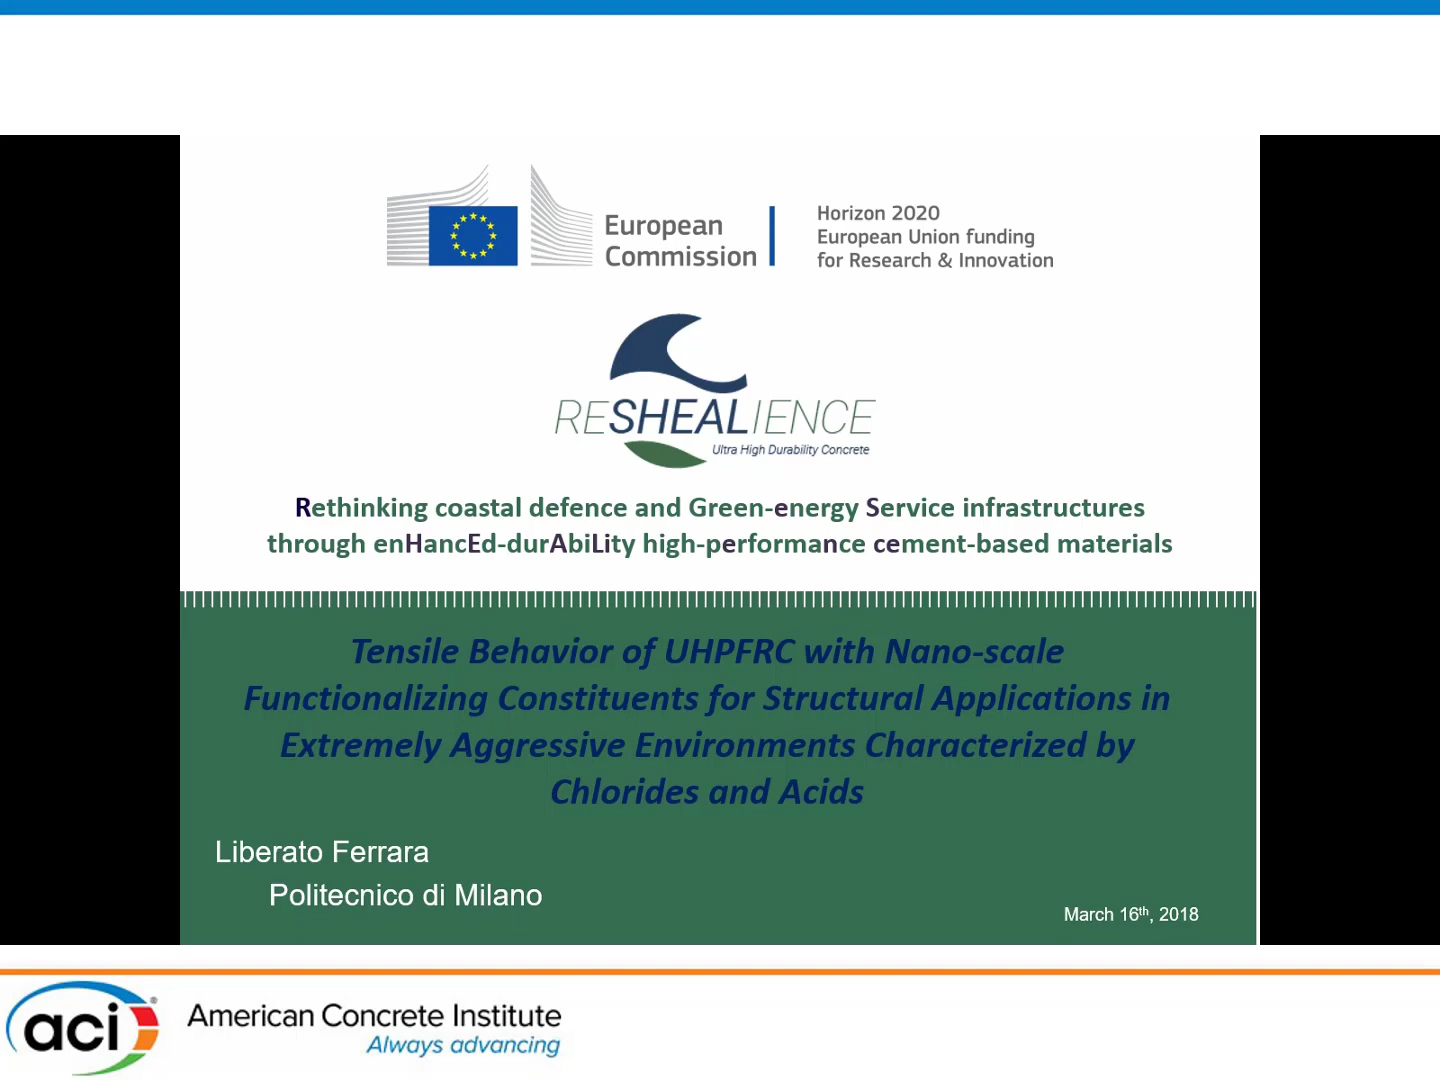 European
Commission
Horizon 2020
European Union funding
for Research & Innovation
RESHEALIENCE
Ultra High Durability Concrete
Rethinking coastal defence and Green-energy Service infrastructures
through enHancEd-durAbiLity high-performance cement-based materials
Tensile Behavior of UHPFRC with Nano-scale
Functionalizing Constituents for Structural Applications in
Extremely Aggressive Environments Characterized by
Chlorides and Acids
Liberato Ferrara
Politecnico di Milano
March 16th, 2018
aci®
American Concrete Institute
Always advancing